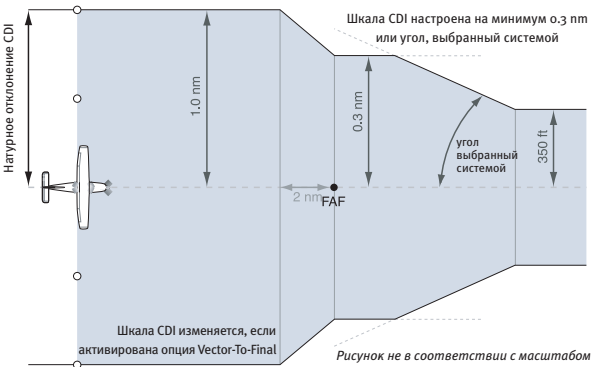 Шкала CDI настроена на минимум 0.3 nm
или угол, выбранный системой
Натурное отклонение CDI
1.0 nm
0.3 nm
угол
выбранный
системой
350 ft
2 nm
FAF
Шкала CDI изменяется, если
активирована опция Vector-To-Final
Рисунок не в соответствии с масштабом